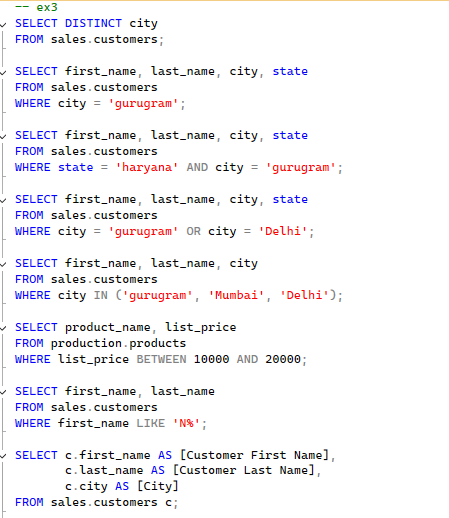 -- ex3
SELECT DISTINCT city
FROM sales.customers;

SELECT first_name, last_name, city, state
FROM sales.customers
WHERE city = 'gurugram';

SELECT first_name, last_name, city, state
FROM sales.customers
WHERE state = 'haryana' AND city = 'gurugram';

SELECT first_name, last_name, city, state
FROM sales.customers
WHERE city = 'gurugram' OR city = 'Delhi';

SELECT first_name, last_name, city
FROM sales.customers
WHERE city IN ('gurugram', 'Mumbai', 'Delhi');

SELECT product_name, list_price
FROM production.products
WHERE list_price BETWEEN 10000 AND 20000;

SELECT first_name, last_name
FROM sales.customers
WHERE first_name LIKE 'N%';

SELECT c.first_name AS [Customer First Name],
       c.last_name AS [Customer Last Name],
       c.city AS [City]
FROM sales.customers c;